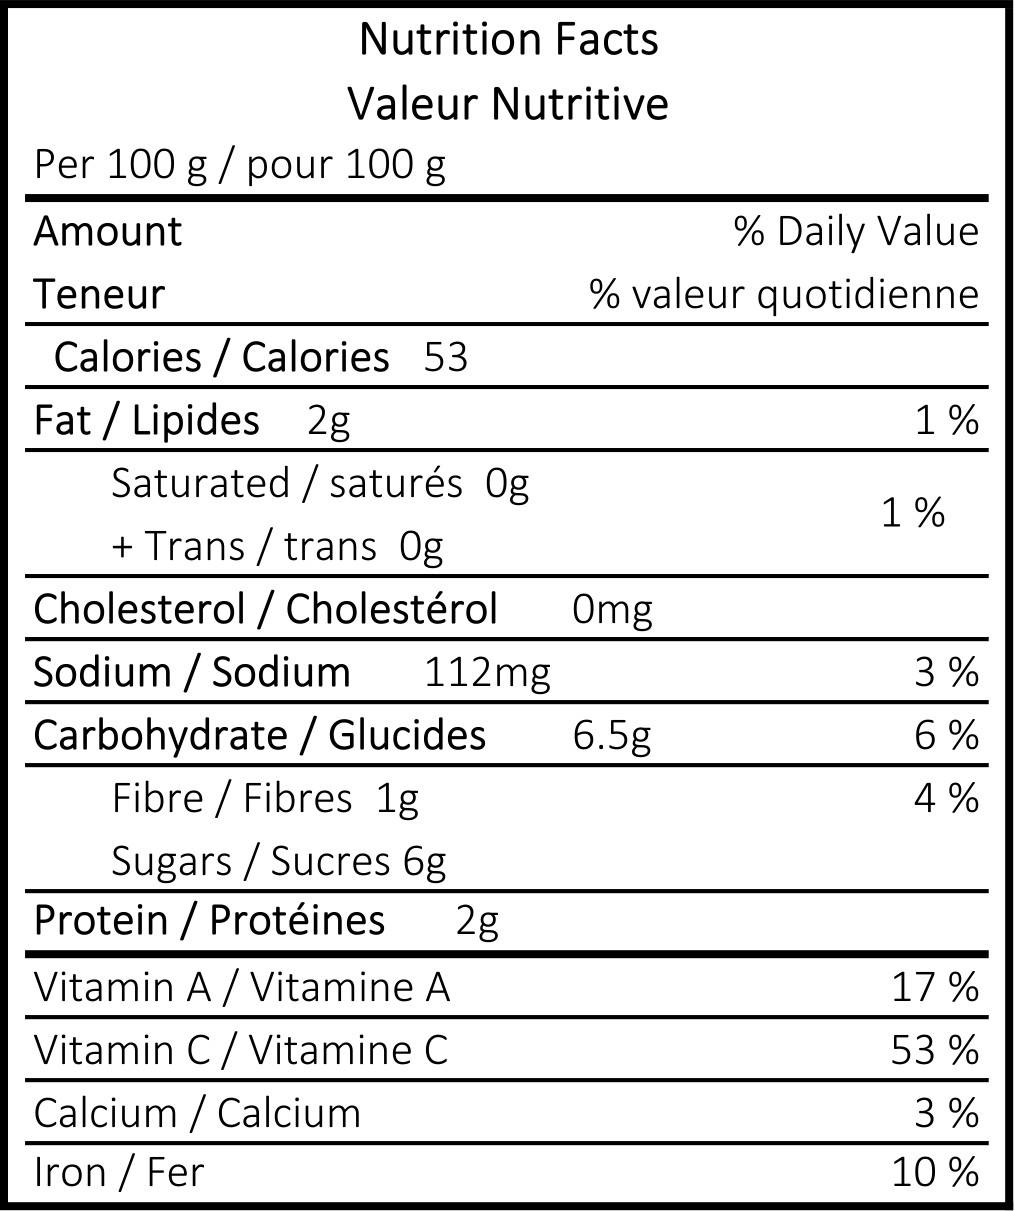 Nutrition Facts
Valeur Nutritive
Per 100 g / pour 100 g
Amount % Daily Value
Teneur % valeur quotidienne
Calories / Calories 53
Fat / Lipides 2g 1 %
Saturated / saturés 0g
1 %
+ Trans / trans 0g
Cholesterol / Cholestérol 0mg
Sodium / Sodium 112mg 3 %
Carbohydrate / Glucides 6.5g 6 %
Fibre / Fibres 1g 4 %
Sugars / Sucres 6g
Protein / Protéines 2g
Vitamin A / Vitamine A 17 %
Vitamin C / Vitamine C 53 %
Calcium / Calcium 3 %
Iron / Fer 10 %